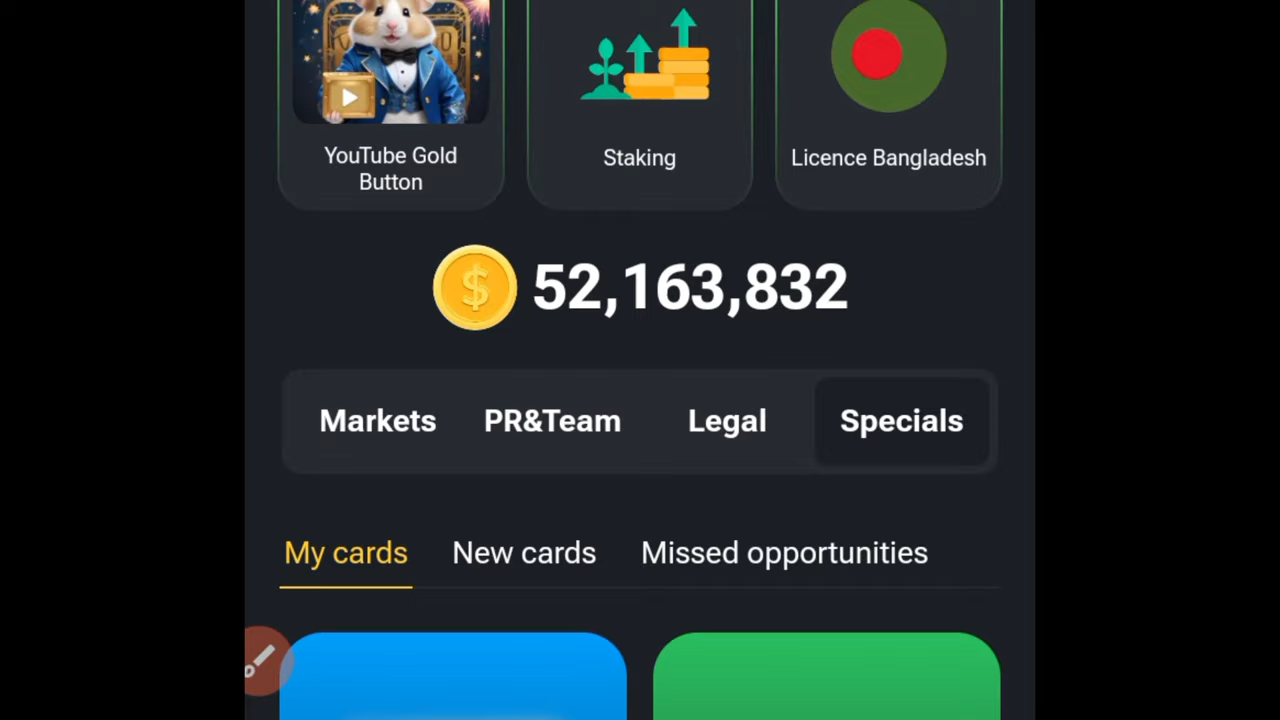 YouTube Gold
Button
Staking
Licence Bangladesh
$ 52,163,832
Markets PR&Team Legal Specials
My cards New cards Missed opportunities